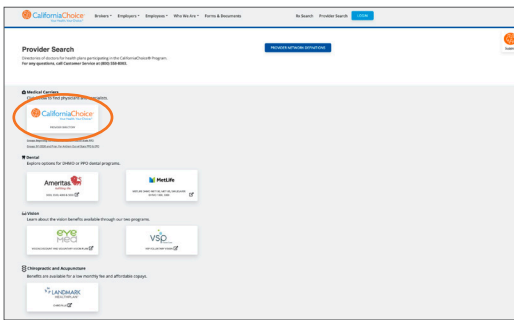 CaliforniaChoice
Your Health. Your Choice.
Brokers Employers Employees Who We Are Forms & Documents
Rx Search Provider Search LOGIN
Provider Search
PROVIDER NETWORK DEFINITIONS
Directories of doctors for health plans participating in the CaliforniaChoice® Program.
For any questions, call Customer Service at (800) 558-8003.
Medical Carriers
to find physicians and specialists.
CaliforniaChoice
Your Health. Your Choice.
PROVIDER DIRECTORY
Dental
Explore options for DHMO or PPO dental programs.
Ameritas
MetLife
Vision
Learn about the vision benefits available through our two programs.
eye
Med
vsp
Chiropractic and Acupuncture
Benefits are available for a low monthly fee and affordable copays.
LANDMARK
HEALTHPLAN